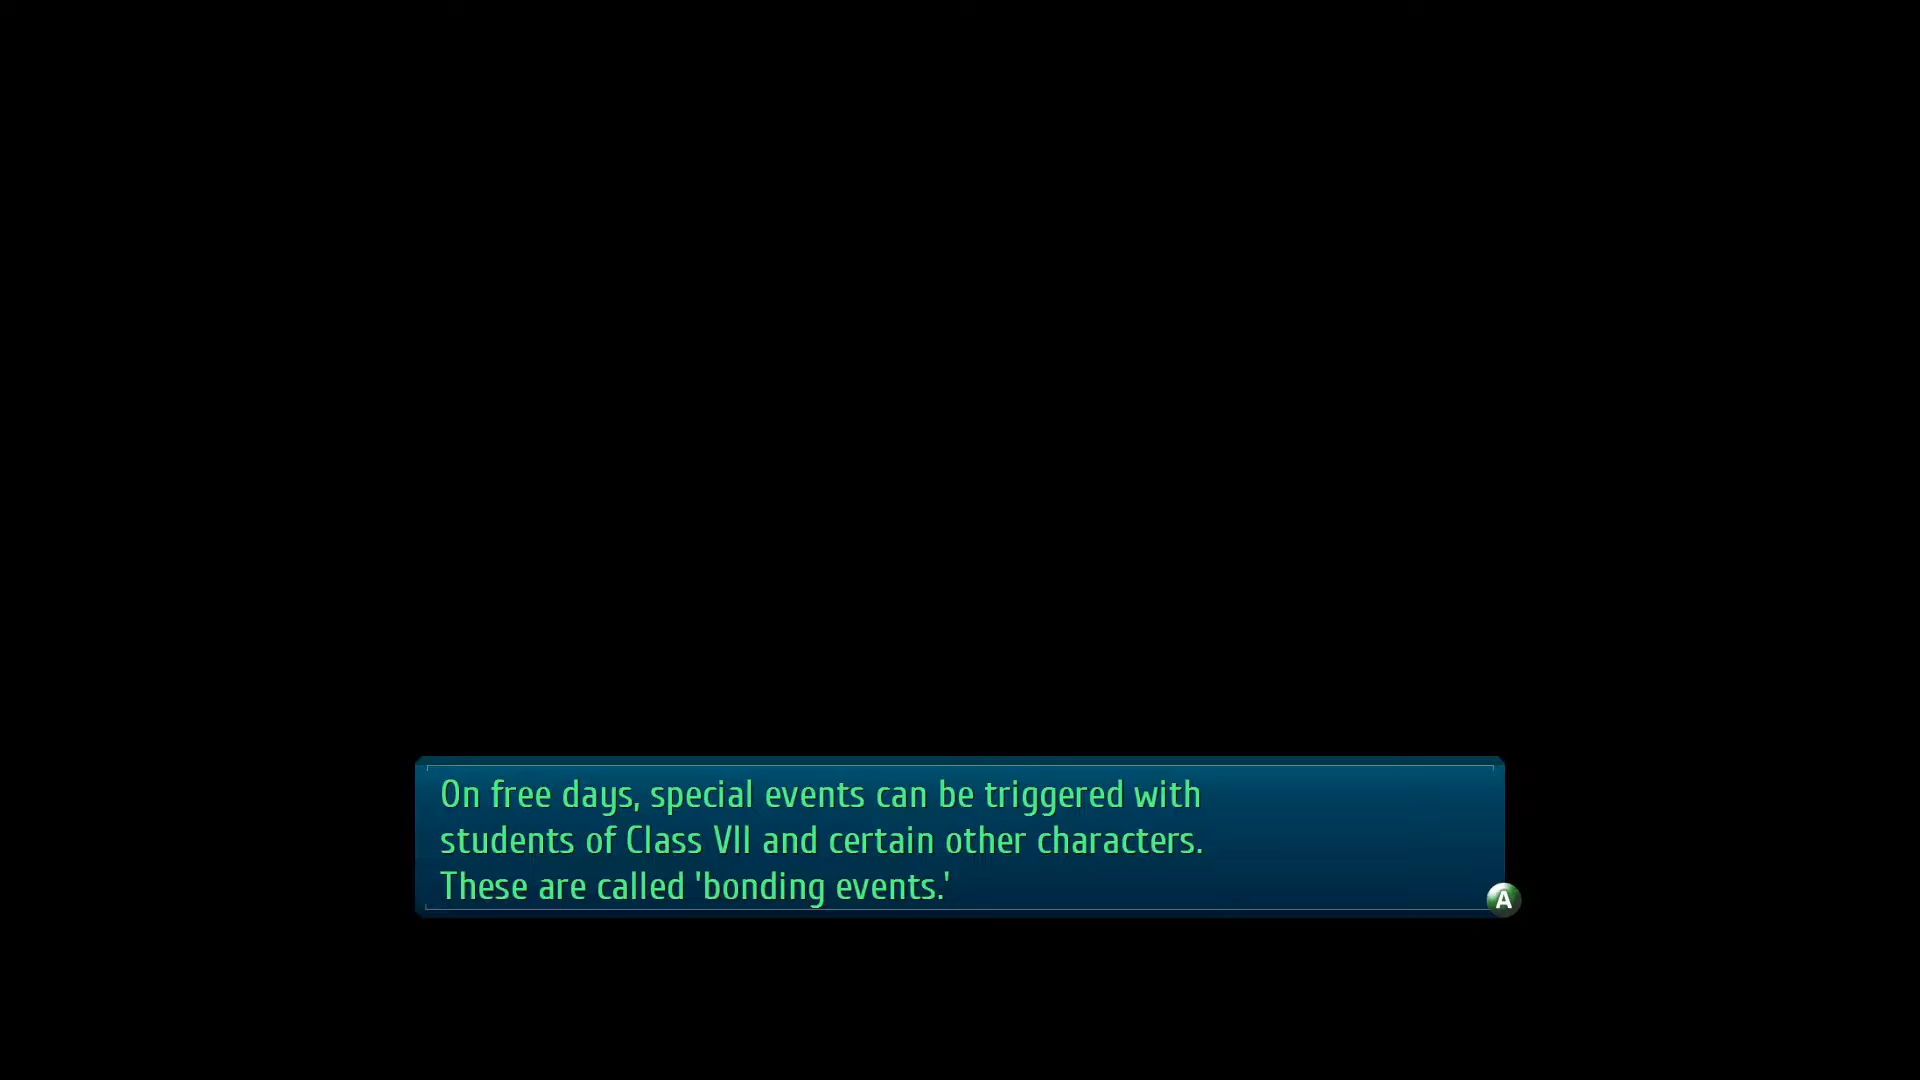 On free days, special events can be triggered with
students of Class VII and certain other characters.
These are called 'bonding events.'
A